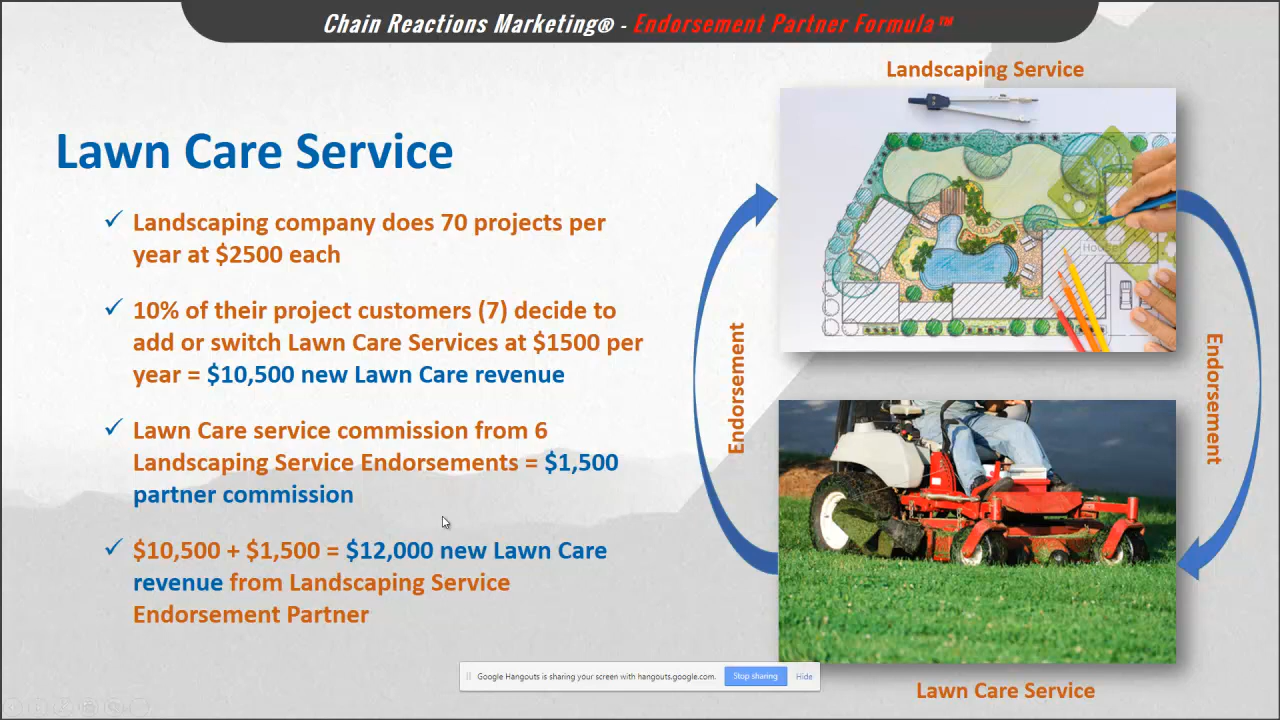 Chain Reactions Marketing® - Endorsement Partner Formula™
Landscaping Service
Lawn Care Service
✓ Landscaping company does 70 projects per
year at $2500 each
✓ 10% of their project customers (7) decide to
add or switch Lawn Care Services at $1500 per
year = $10,500 new Lawn Care revenue
✓ Lawn Care service commission from 6
Landscaping Service Endorsements = $1,500
partner commission
✓ $10,500 + $1,500 = $12,000 new Lawn Care
revenue from Landscaping Service
Endorsement Partner
Endorsement
Endorsement
House
Google Hangouts is sharing your screen with hangouts.google.com.
Stop sharing
Hide
Lawn Care Service